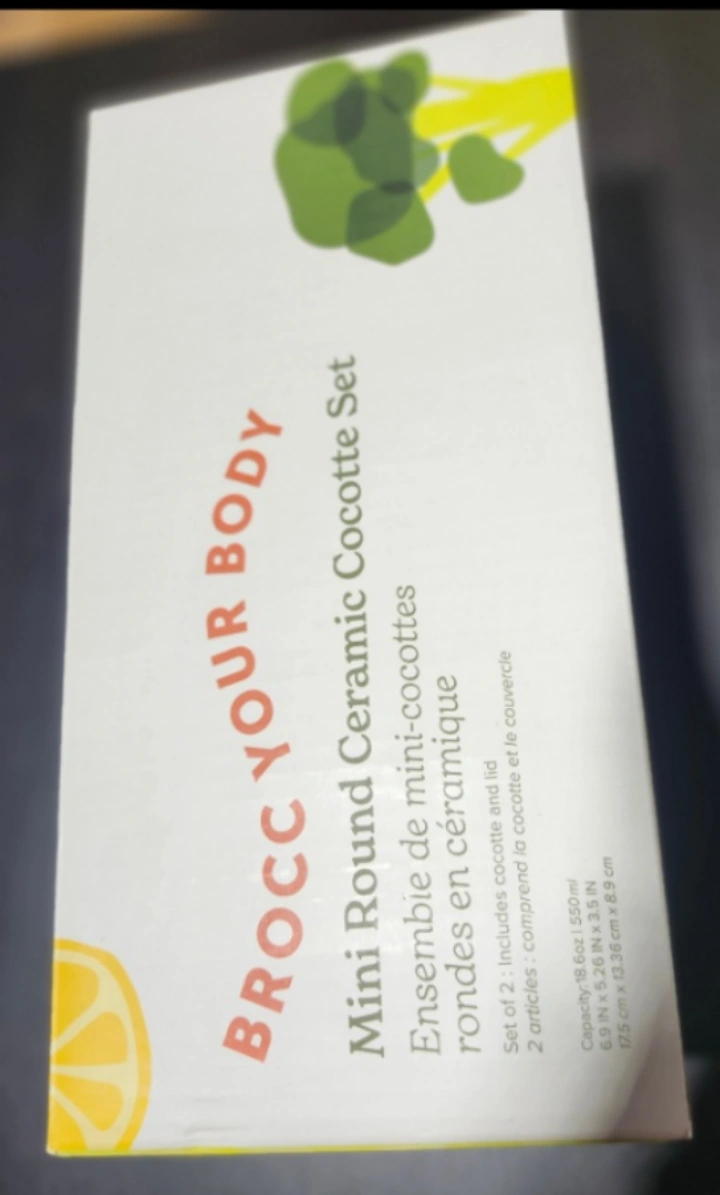 BROCC YOUR BODY
Mini Round Ceramic Cocotte Set
Ensemble de mini-cocottes
rondes en céramique
Set of 2 : Includes cocotte and lid
2 articles : comprend la cocotte et le couvercle
Capacity:18.6oz | 550ml
6.9 IN x 5.26 IN x 3.5 IN
17.5 cm x 13.36 cm x 8.9 cm